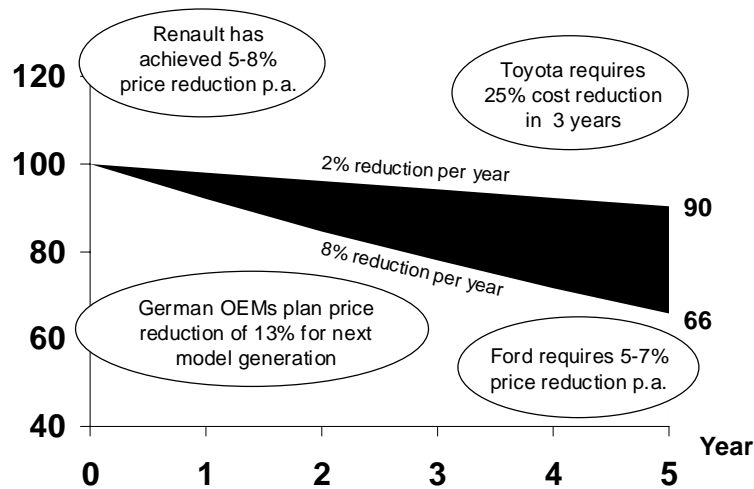 Renault has
achieved 5-8%
price reduction p.a.
Toyota requires
25% cost reduction
in 3 years
120
100
80
60
40
2% reduction per year
8% reduction per year
90
66
German OEMs plan price
reduction of 13% for next
model generation
Ford requires 5-7%
price reduction p.a.
0 1 2 3 4 5
Year